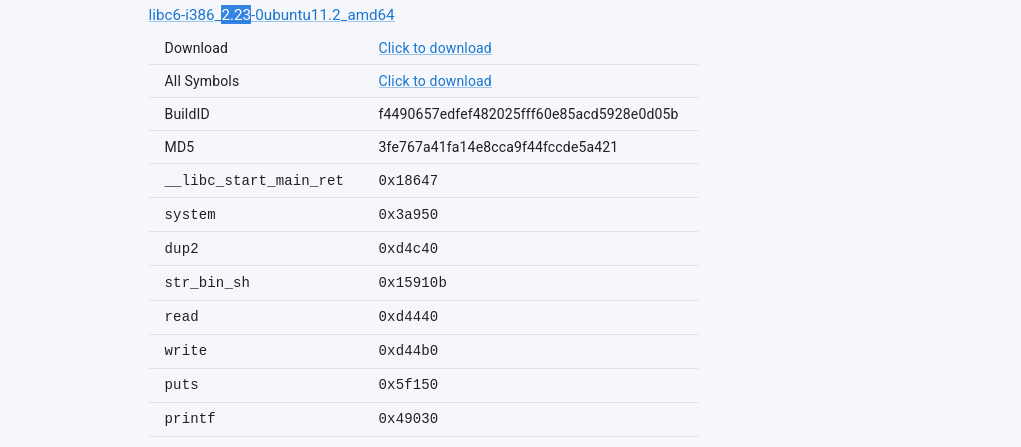 libc6-i386_2.23-0ubuntu11.2_amd64
Download Click to download
All Symbols Click to download
BuildID f4490657edfef482025fff60e85acd5928e0d05b
MD5 3fe767a41fa14e8cca9f44fccde5a421
__libc_start_main_ret 0x18647
system 0x3a950
dup2 0xd4c40
str_bin_sh 0x15910b
read 0xd4440
write 0xd44b0
puts 0x5f150
printf 0x49030